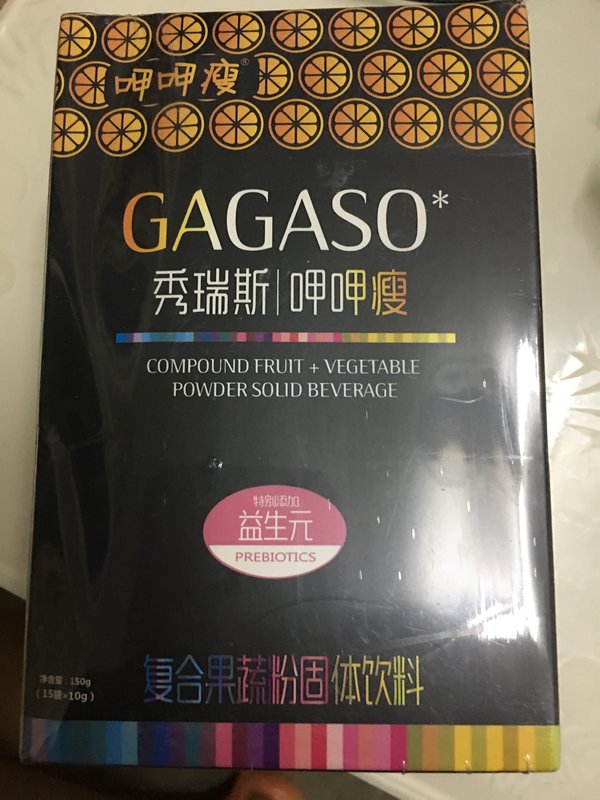 呷呷瘦®
GAGASO*
秀瑞斯|呷呷瘦
COMPOUND FRUIT + VEGETABLE
POWDER SOLID BEVERAGE
特别添加
益生元
PREBIOTICS
复合果蔬粉固体饮料
净含量:150g
(15袋×10g)